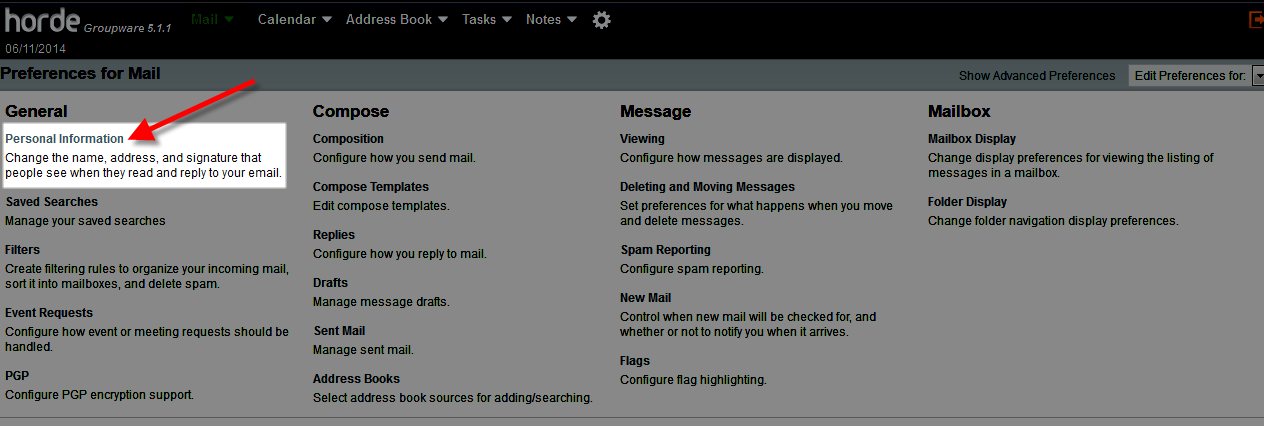 horde Groupware 5.1.1 Mail Calendar Address Book Tasks Notes
06/11/2014
Preferences for Mail Show Advanced Preferences Edit Preferences for:
General
Personal Information
Change the name, address, and signature that
people see when they read and reply to your email.
Saved Searches
Manage your saved searches
Filters
Create filtering rules to organize your incoming mail,
sort it into mailboxes, and delete spam.
Event Requests
Configure how event or meeting requests should be
handled.
PGP
Configure PGP encryption support.
Compose
Composition
Configure how you send mail.
Compose Templates
Edit compose templates.
Replies
Configure how you reply to mail.
Drafts
Manage message drafts.
Sent Mail
Manage sent mail.
Address Books
Select address book sources for adding/searching.
Message
Viewing
Configure how messages are displayed.
Deleting and Moving Messages
Set preferences for what happens when you move
and delete messages.
Spam Reporting
Configure spam reporting.
New Mail
Control when new mail will be checked for, and
whether or not to notify you when it arrives.
Flags
Configure flag highlighting.
Mailbox
Mailbox Display
Change display preferences for viewing the listing of
messages in a mailbox.
Folder Display
Change folder navigation display preferences.